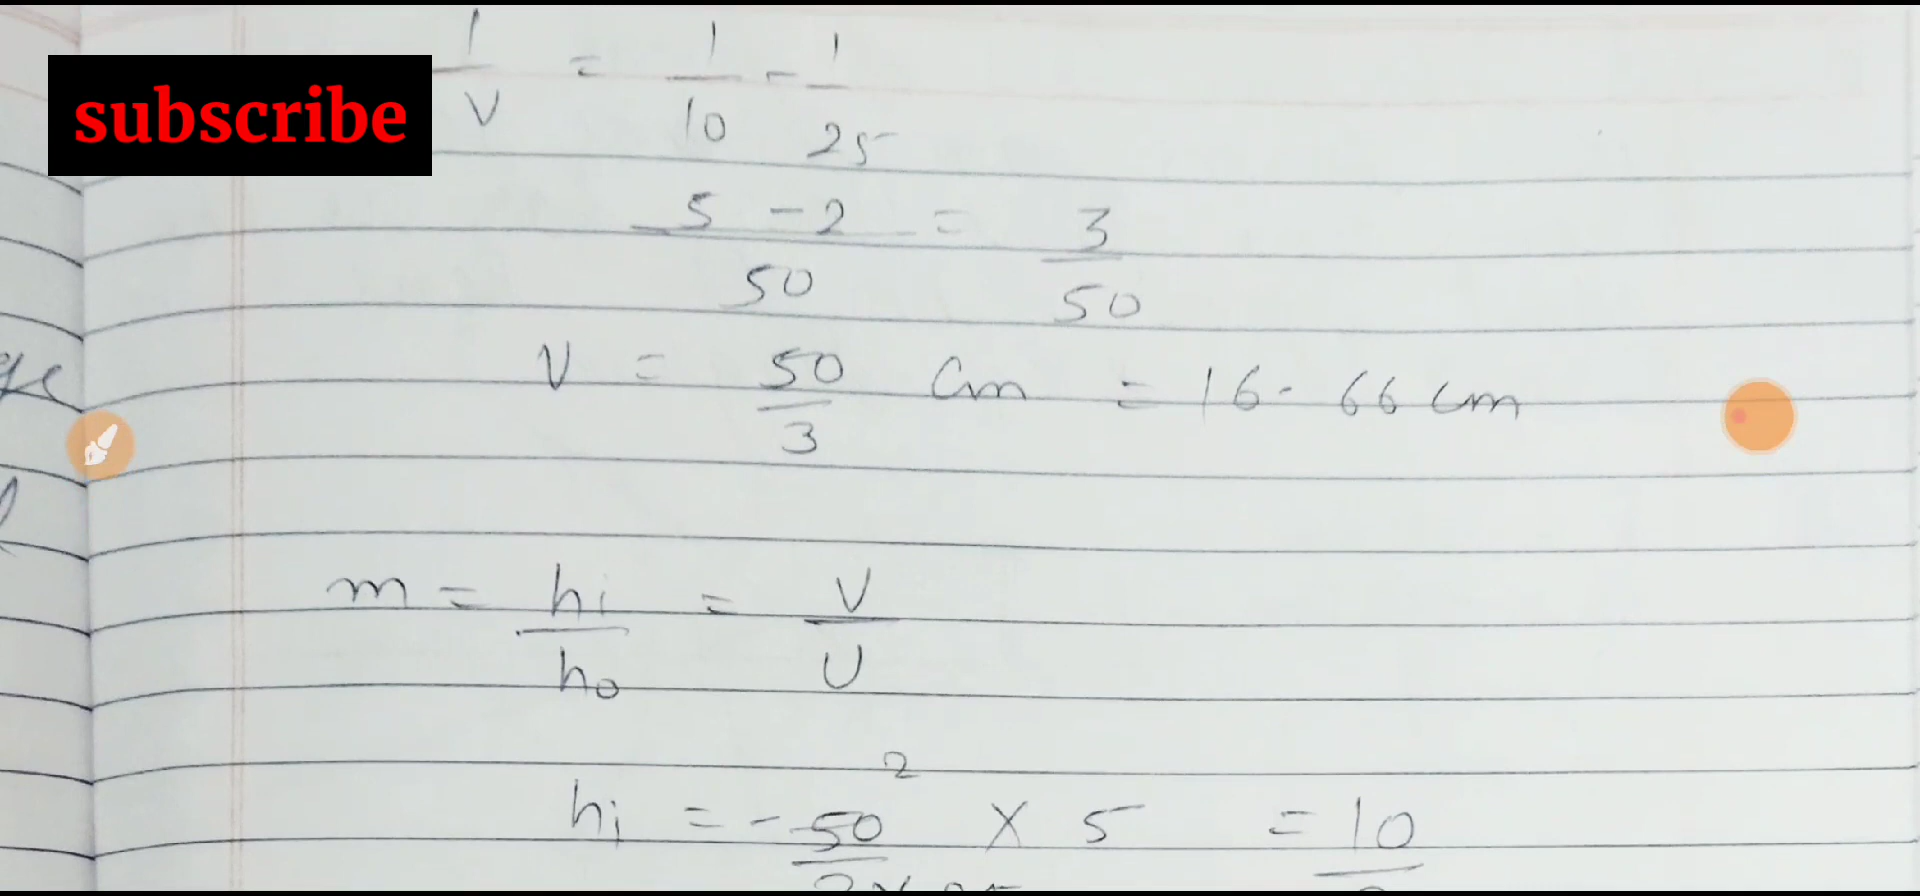 subscribe
1/V = 1/10 - 1/25
5 - 2/50 = 3/50
V = 50/3 Cm = 16.66 cm
m = hi/ho = V/U
2
hi = - 50 × 5 = 10